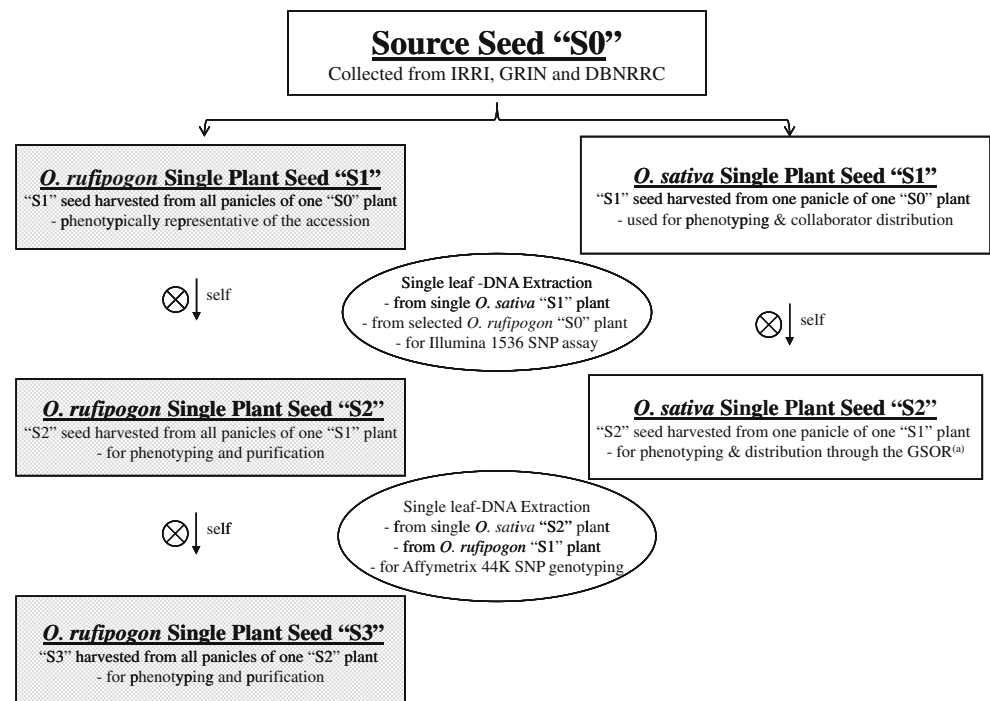 Source Seed “S0”
Collected from IRRI, GRIN and DBNRRC
O. rufipogon Single Plant Seed “S1”
“S1” seed harvested from all panicles of one “S0” plant
- phenotypically representative of the accession
O. sativa Single Plant Seed “S1”
“S1” seed harvested from one panicle of one “S0” plant
- used for phenotyping & collaborator distribution
self
Single leaf -DNA Extraction
- from single O. sativa “S1” plant
- from selected O. rufipogon “S0” plant
- for Illumina 1536 SNP assay
self
O. rufipogon Single Plant Seed “S2”
“S2” seed harvested from all panicles of one “S1” plant
- for phenotyping and purification
O. sativa Single Plant Seed “S2”
“S2” seed harvested from one panicle of one “S1” plant
- for phenotyping & distribution through the GSOR(a)
self
Single leaf-DNA Extraction
- from single O. sativa “S2” plant
- from O. rufipogon “S1” plant
- for Affymetrix 44K SNP genotyping
O. rufipogon Single Plant Seed “S3”
“S3” harvested from all panicles of one “S2” plant
- for phenotyping and purification